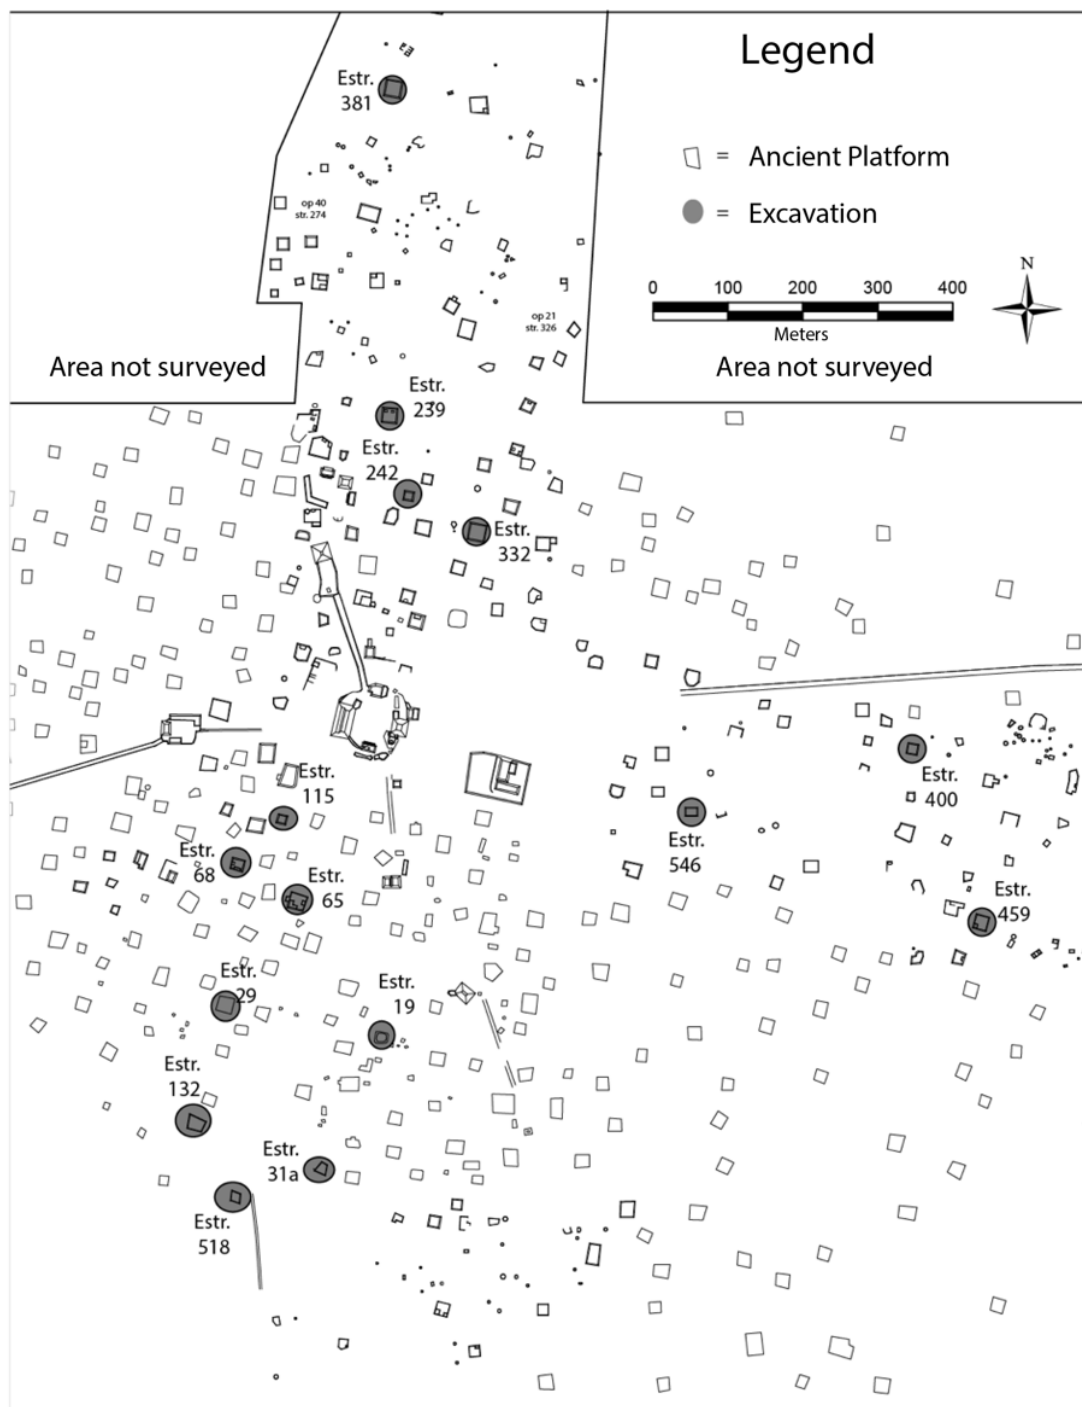 Legend
Estr.
381
= Ancient Platform
op 40
str. 274
= Excavation
N
0 100 200 300 400
Meters
op 21
str. 326
Area not surveyed
Area not surveyed
Estr.
239
Estr.
242
Estr.
332
Estr.
115
Estr.
400
Estr.
68
Estr.
546
Estr.
65
Estr.
459
Estr.
29
Estr.
19
Estr.
132
Estr.
31a
Estr.
518